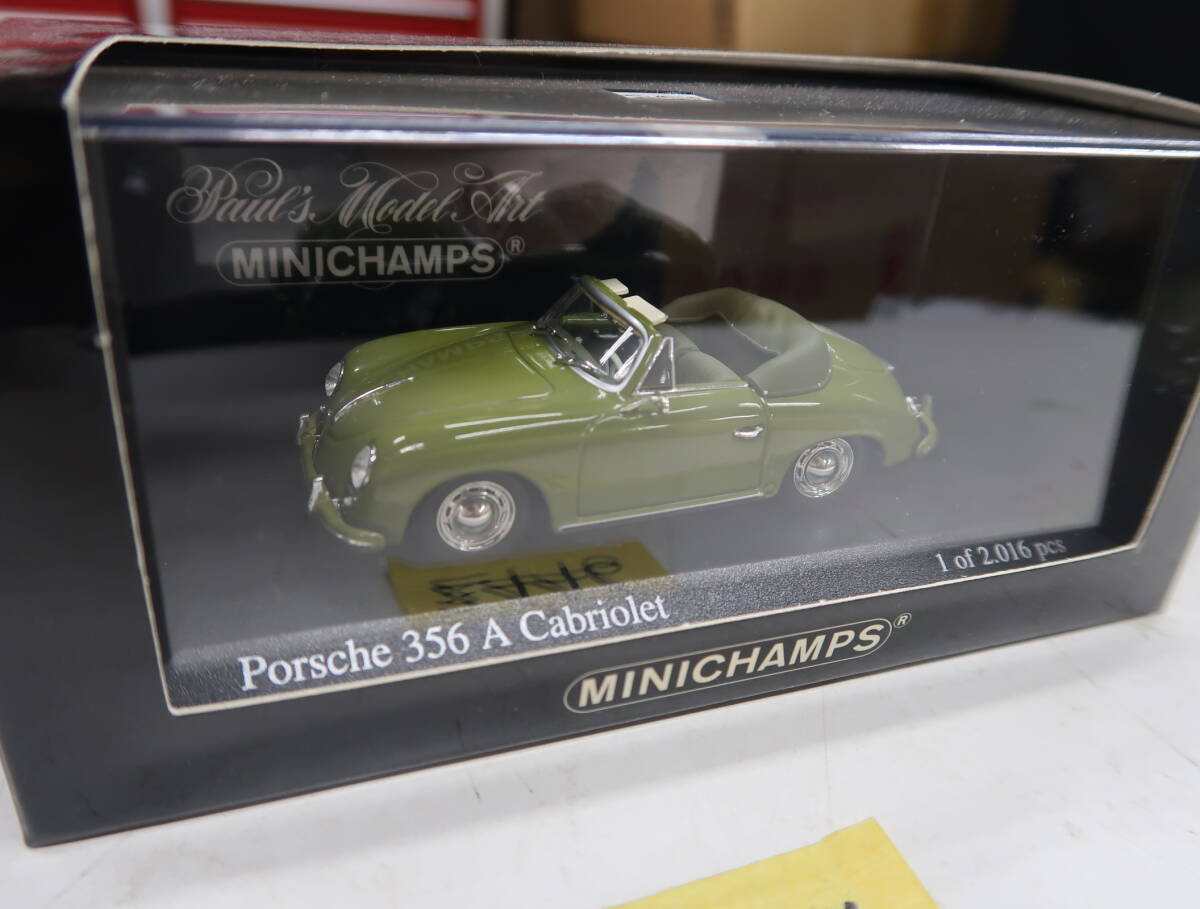 Paul's Model Art
MINICHAMPS®
Porsche 356 A Cabriolet
1 of 2.016 pcs
MINICHAMPS®